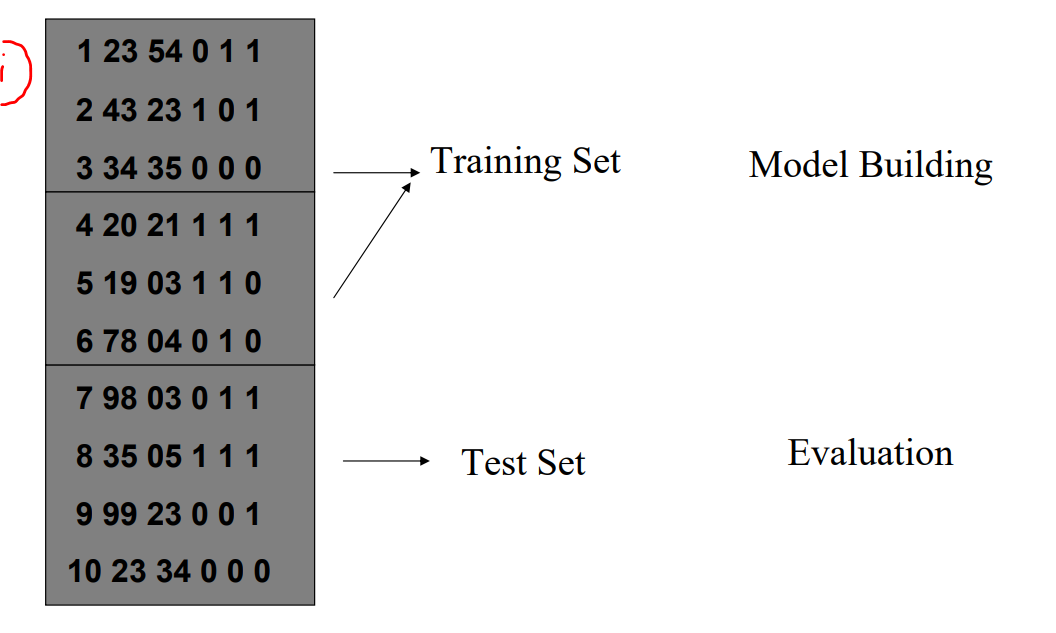 i
1 23 54 0 1 1
2 43 23 1 0 1
3 34 35 0 0 0
Training Set
Model Building
4 20 21 1 1 1
5 19 03 1 1 0
6 78 04 0 1 0
7 98 03 0 1 1
8 35 05 1 1 1
Test Set
Evaluation
9 99 23 0 0 1
10 23 34 0 0 0